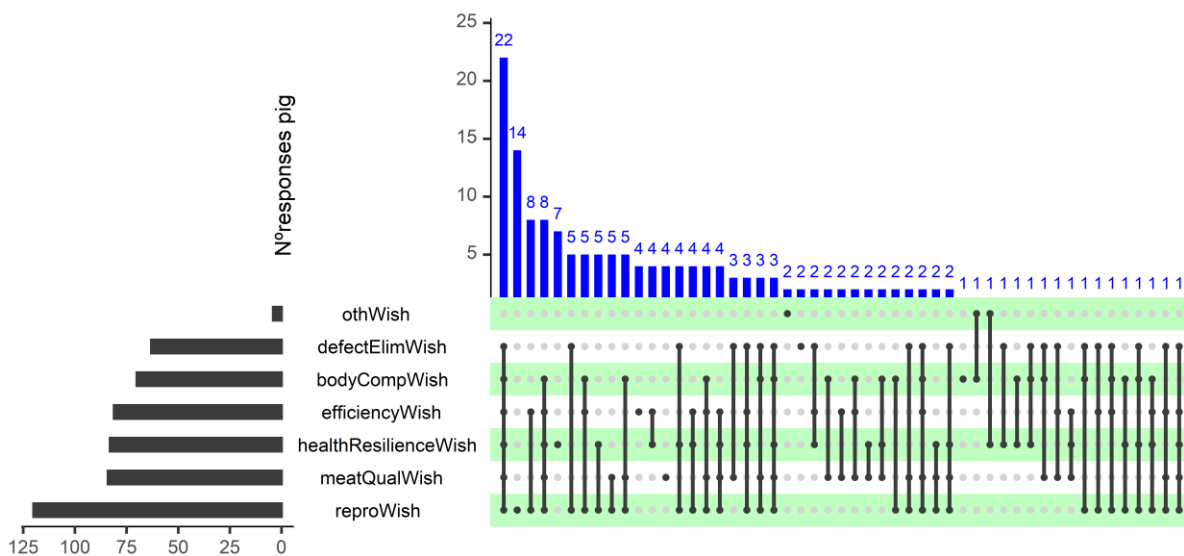 25
22
20
15
14
10
8 8
7
5 5 5 5 5
4 4 4 4 4 4 4
3 3 3 3
2 2 2 2 2 2 2 2 2 2 2 2 2
1 1 1 1 1 1 1 1 1 1 1 1 1 1 1 1 1
5
Nºresponses pig
othWish
defectElimWish
bodyCompWish
efficiencyWish
healthResilienceWish
meatQualWish
reproWish
125 100 75 50 25 0